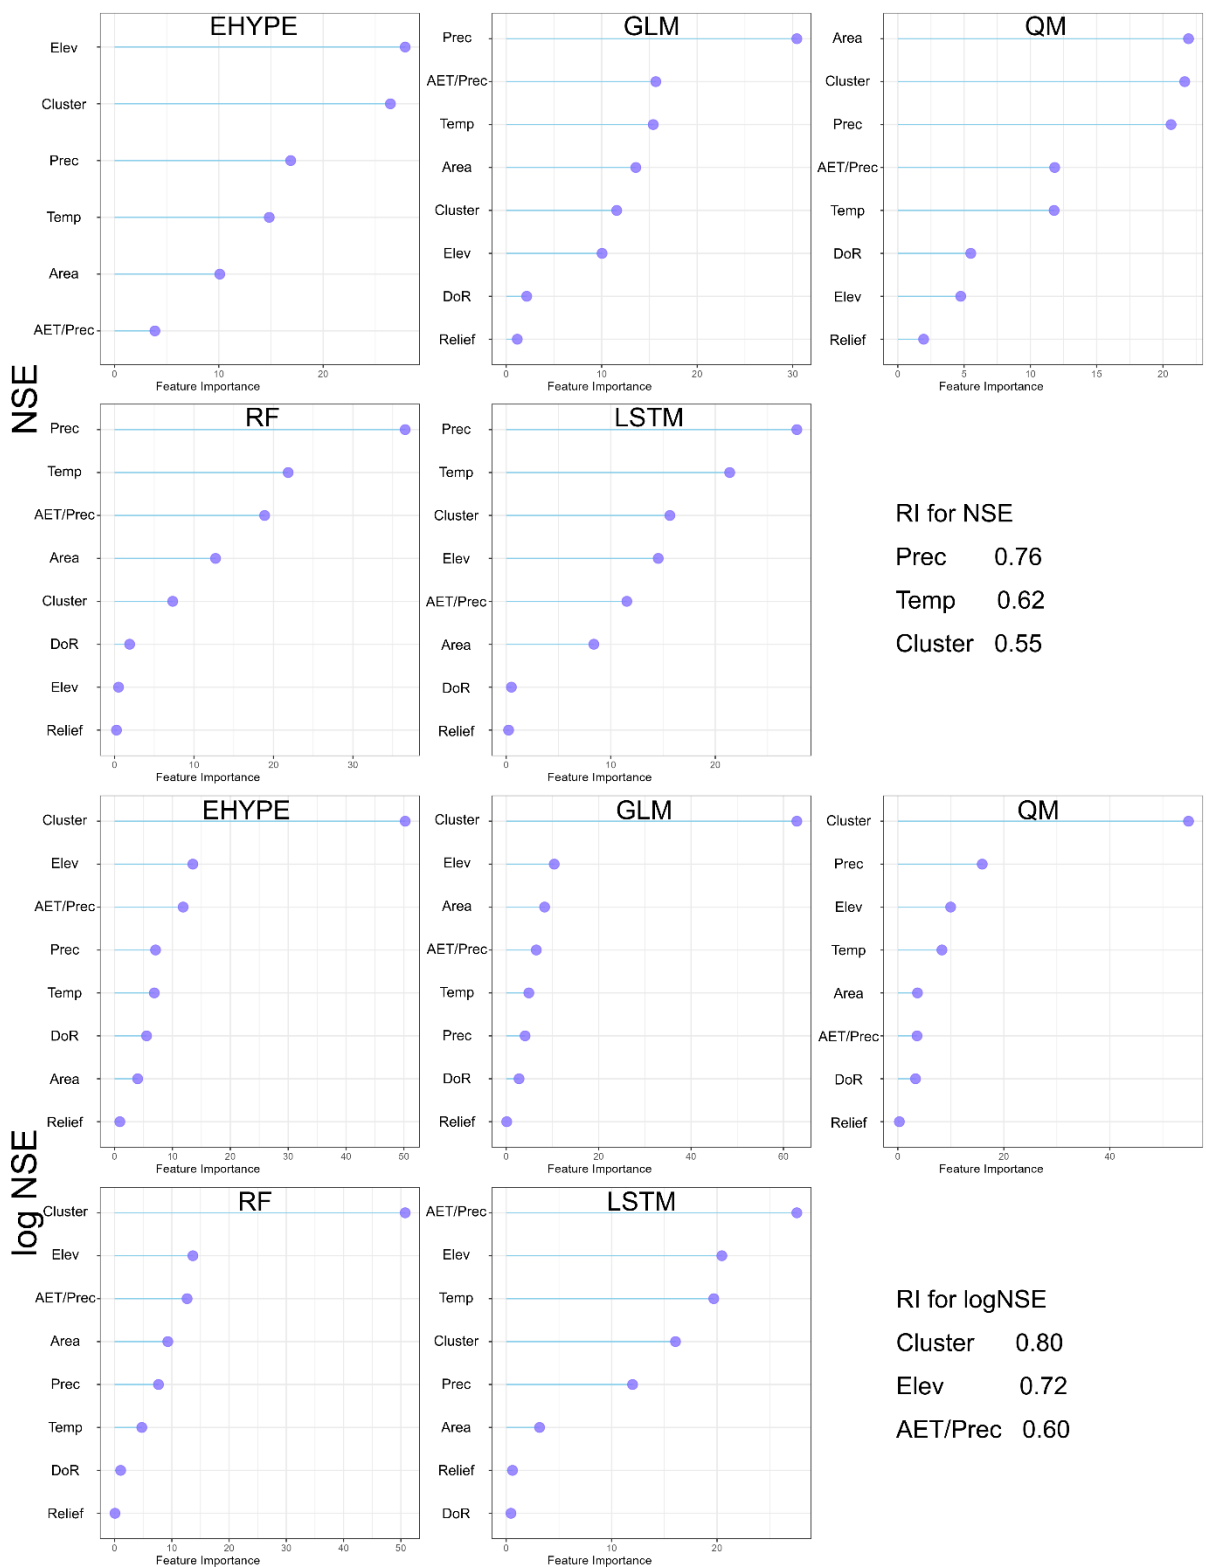 NSE
EHYPE
Elev
Cluster
Prec
Temp
Area
AET/Prec
0 20
Feature Importance
GLM
Prec
AET/Prec
Temp
Area
Cluster
Elev
DoR
Relief
0 10 20 30
Feature Importance
QM
Area
Cluster
Prec
AET/Prec
Temp
DoR
Elev
Relief
0 5 10 15 20
Feature Importance
RF
Prec
Temp
AET/Prec
Area
Cluster
DoR
Elev
Relief
0 10 20 30
Feature Importance
LSTM
Prec
Temp
Cluster
Elev
AET/Prec
Area
DoR
Relief
0 10 20
Feature Importance
RI for NSE
Prec 0.76
Temp 0.62
Cluster 0.55
log NSE
EHYPE
Cluster
Elev
AET/Prec
Prec
Temp
DoR
Area
Relief
0 10 20 30 40 50
Feature Importance
GLM
Cluster
Elev
Area
AET/Prec
Temp
Prec
DoR
Relief
0 20 40 60
Feature Importance
QM
Cluster
Prec
Elev
Temp
Area
AET/Prec
DoR
Relief
0 20 40
Feature Importance
RF
Cluster
Elev
AET/Prec
Area
Prec
Temp
DoR
Relief
0 10 20 30 40 50
Feature Importance
LSTM
AET/Prec
Elev
Temp
Cluster
Prec
Area
Relief
DoR
0 10 20
Feature Importance
RI for logNSE
Cluster 0.80
Elev 0.72
AET/Prec 0.60